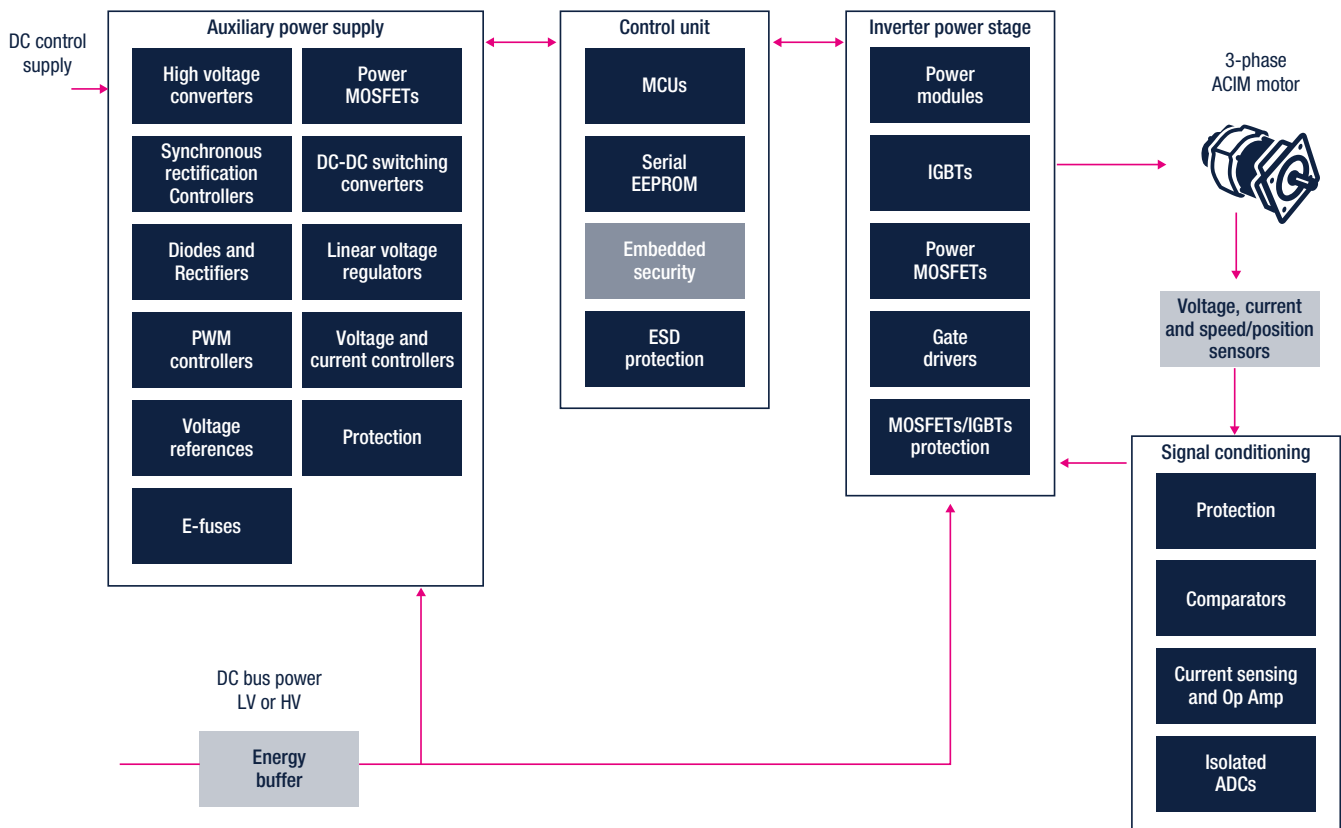 DC control
supply
Auxiliary power supply
High voltage
converters
Power
MOSFETs
Synchronous
rectification
Controllers
DC-DC switching
converters
Diodes and
Rectifiers
Linear voltage
regulators
PWM
controllers
Voltage and
current controllers
Voltage
references
Protection
E-fuses
Control unit
MCUs
Serial
EEPROM
Embedded
security
ESD
protection
Inverter power stage
Power
modules
IGBTs
Power
MOSFETs
Gate
drivers
MOSFETs/IGBTs
protection
3-phase
ACIM motor
Voltage, current
and speed/position
sensors
Signal conditioning
Protection
Comparators
Current sensing
and Op Amp
Isolated
ADCs
DC bus power
LV or HV
Energy
buffer